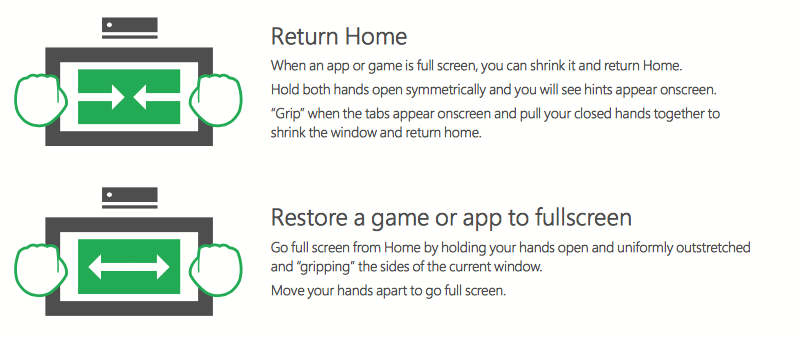 Return Home
When an app or game is full screen, you can shrink it and return Home.
Hold both hands open symmetrically and you will see hints appear onscreen.
“Grip” when the tabs appear onscreen and pull your closed hands together to
shrink the window and return home.
Restore a game or app to fullscreen
Go full screen from Home by holding your hands open and uniformly outstretched
and “gripping” the sides of the current window.
Move your hands apart to go full screen.